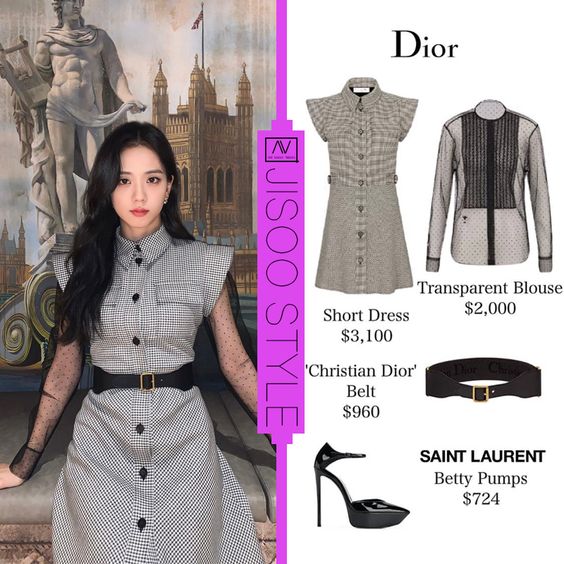 Dior
JISOO STYLE
Short Dress
$3,100
Transparent Blouse
$2,000
'Christian Dior'
Belt
$960
SAINT LAURENT
Betty Pumps
$724